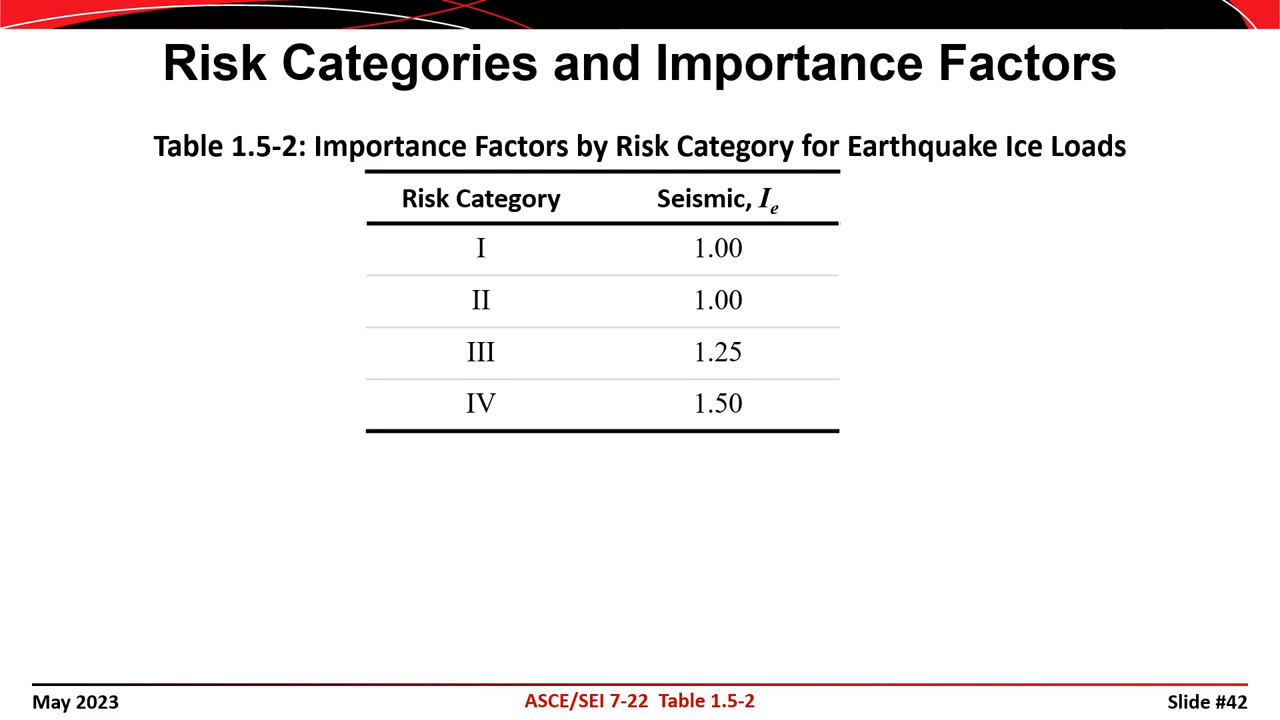 Risk Categories and Importance Factors
Table 1.5-2: Importance Factors by Risk Category for Earthquake Ice Loads
Risk Category Seismic, Ie
I 1.00
II 1.00
III 1.25
IV 1.50
May 2023 ASCE/SEI 7-22 Table 1.5-2 Slide #42